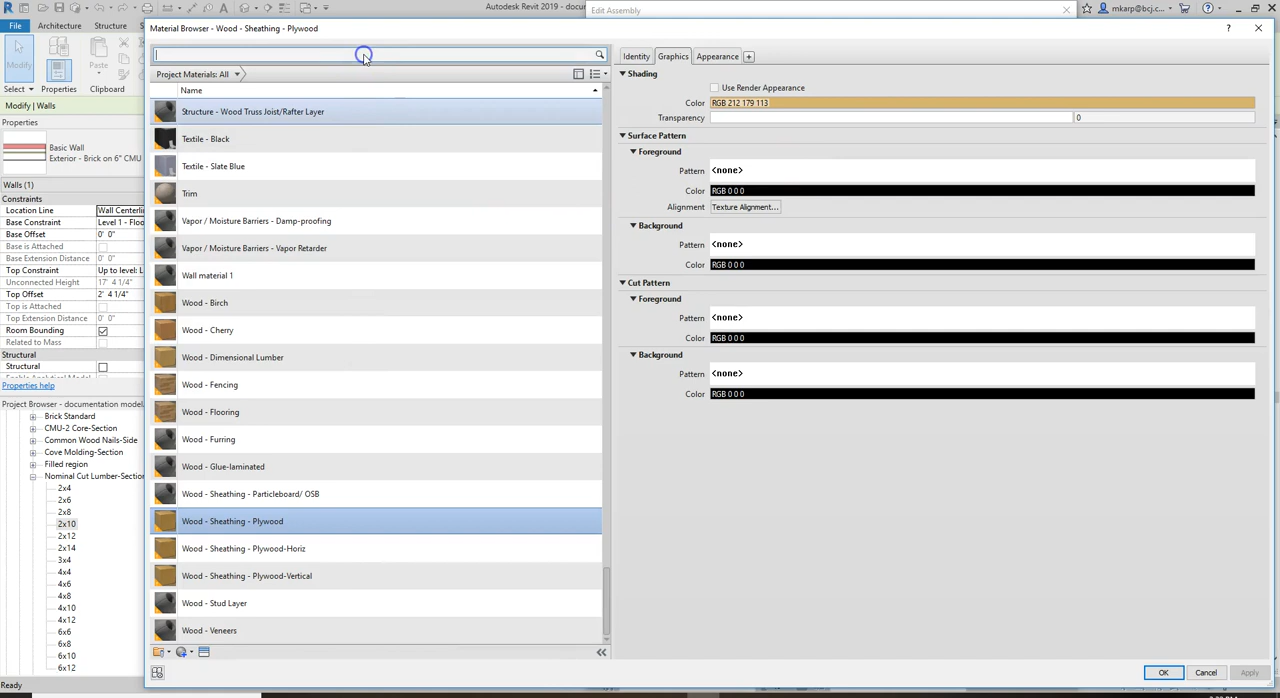 Autodesk Revit 2019 - docu
Edit Assembly
mkarp@bcj.c...
File Architecture Structure
Material Browser - Wood - Sheathing - Plywood
Modify
Paste
Select Properties Clipboard
Modify | Walls
Project Materials: All
Name
Identity Graphics Appearance
Shading
Use Render Appearance
Color RGB 212 179 113
Transparency 0
Surface Pattern
Foreground
Pattern <none>
Color RGB 0 0 0
Alignment Texture Alignment...
Background
Pattern <none>
Color RGB 0 0 0
Cut Pattern
Foreground
Pattern <none>
Color RGB 0 0 0
Background
Pattern <none>
Color RGB 0 0 0
Structure - Wood Truss Joist/Rafter Layer
Textile - Black
Textile - Slate Blue
Trim
Vapor / Moisture Barriers - Damp-proofing
Vapor / Moisture Barriers - Vapor Retarder
Wall material 1
Wood - Birch
Wood - Cherry
Wood - Dimensional Lumber
Wood - Fencing
Wood - Flooring
Wood - Furring
Wood - Glue-laminated
Wood - Sheathing - Particleboard/ OSB
Wood - Sheathing - Plywood
Wood - Sheathing - Plywood-Horiz
Wood - Sheathing - Plywood-Vertical
Wood - Stud Layer
Wood - Veneers
Properties
Basic Wall
Exterior - Brick on 6" CMU
Walls (1)
Constraints
Location Line Wall Centerlin
Base Constraint Level 1 - Floo
Base Offset 0' 0"
Base is Attached
Base Extension Distance 0' 0"
Top Constraint Up to level: L
Unconnected Height 17' 4 1/4"
Top Offset 2' 4 1/4"
Top is Attached
Top Extension Distance 0' 0"
Room Bounding
Related to Mass
Structural
Structural
Properties help
Project Browser - documentation model.
Brick Standard
CMU-2 Core-Section
Common Wood Nails-Side
Cove Molding-Section
Filled region
Nominal Cut Lumber-Section
2x4
2x6
2x8
2x10
2x12
2x14
3x4
4x4
4x6
4x8
4x10
4x12
6x6
6x8
6x10
6x12
Ready
OK Cancel Apply